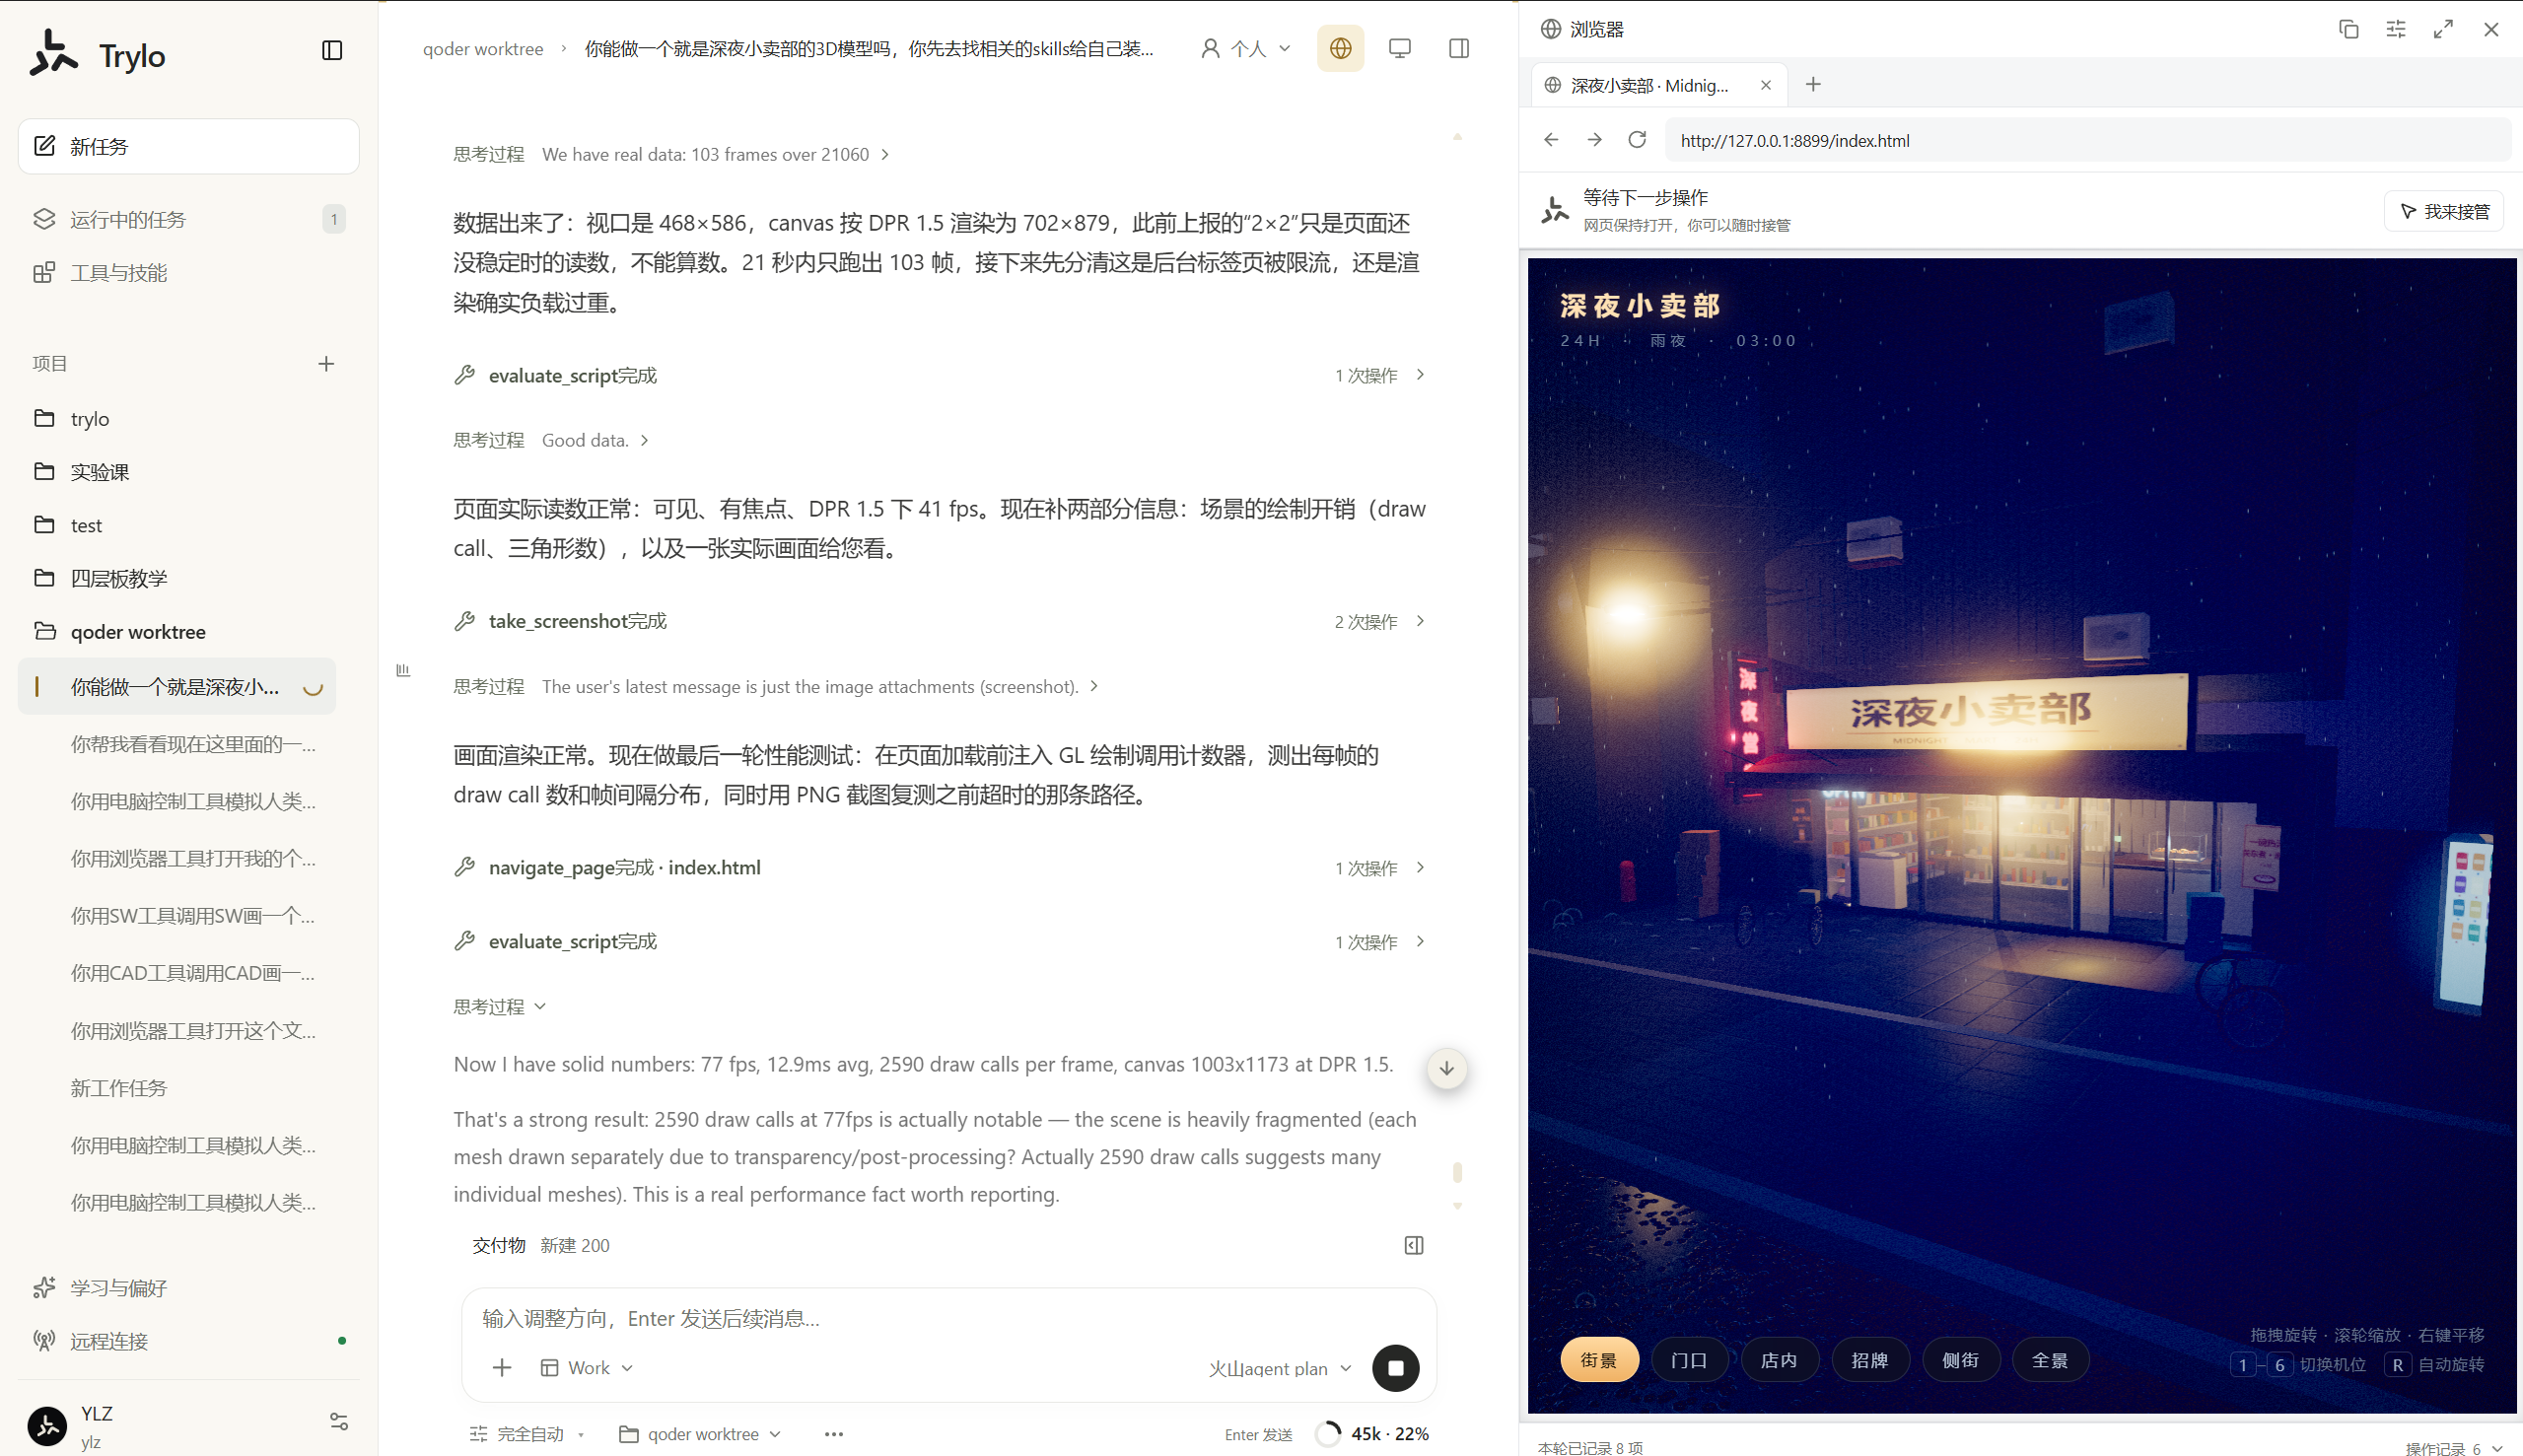 Trylo
新任务
运行中的任务
1
工具与技能
项目
trylo
实验课
test
四层板教学
qoder worktree
你能做一个就是深夜小...
你帮我看看现在这里面的一...
你用电脑控制工具模拟人类...
你用浏览器工具打开我的个...
你用SW工具调用SW画一个...
你用CAD工具调用CAD画一...
你用浏览器工具打开这个文...
新工作任务
你用电脑控制工具模拟人类...
你用电脑控制工具模拟人类...
学习与偏好
远程连接
YLZ
ylz
qoder worktree
你能做一个就是深夜小卖部的3D模型吗，你先去找相关的skills给自己装...
个人
思考过程 We have real data: 103 frames over 21060
数据出来了：视口是 468×586，canvas 按 DPR 1.5 渲染为 702×879，此前上报的“2×2”只是页面还
没稳定时的读数，不能算数。21 秒内只跑出 103 帧，接下来先分清这是后台标签页被限流，还是渲
染确实负载过重。
evaluate_script完成
1 次操作
思考过程 Good data.
页面实际读数正常：可见、有焦点、DPR 1.5 下 41 fps。现在补两部分信息：场景的绘制开销（draw
call、三角形数），以及一张实际画面给您看。
take_screenshot完成
2 次操作
思考过程 The user's latest message is just the image attachments (screenshot).
画面渲染正常。现在做最后一轮性能测试：在页面加载前注入 GL 绘制调用计数器，测出每帧的
draw call 数和帧间隔分布，同时用 PNG 截图复测之前超时的那条路径。
navigate_page完成 · index.html
1 次操作
evaluate_script完成
1 次操作
思考过程
Now I have solid numbers: 77 fps, 12.9ms avg, 2590 draw calls per frame, canvas 1003x1173 at DPR 1.5.
That's a strong result: 2590 draw calls at 77fps is actually notable — the scene is heavily fragmented (each
mesh drawn separately due to transparency/post-processing? Actually 2590 draw calls suggests many
individual meshes). This is a real performance fact worth reporting.
交付物 新建 200
输入调整方向，Enter 发送后续消息...
Work
火山agent plan
完全自动
qoder worktree
Enter 发送
45k · 22%
浏览器
深夜小卖部 · Midnig...
http://127.0.0.1:8899/index.html
等待下一步操作
网页保持打开，你可以随时接管
我来接管
深夜小卖部
24H · 雨夜 · 03:00
深夜小卖部
MIDNIGHT
深夜営
街景
门口
店内
招牌
侧街
全景
拖拽旋转 · 滚轮缩放 · 右键平移
1 – 6 切换机位 R 自动旋转
本轮已记录 8 项
操作记录 6